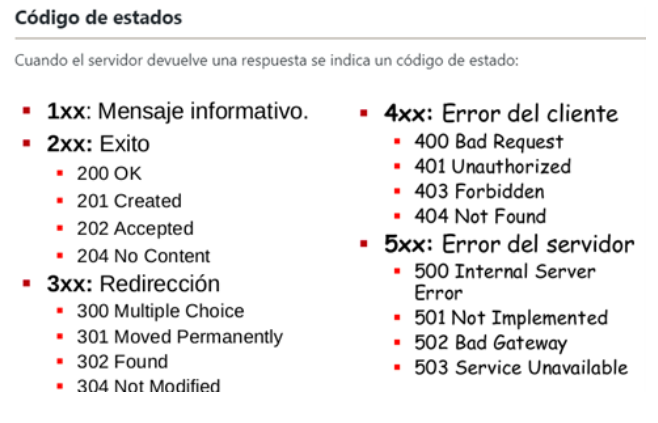 Código de estados
Cuando el servidor devuelve una respuesta se indica un código de estado:
1xx: Mensaje informativo.
2xx: Exito
200 OK
201 Created
202 Accepted
204 No Content
3xx: Redirección
300 Multiple Choice
301 Moved Permanently
302 Found
304 Not Modified
4xx: Error del cliente
400 Bad Request
401 Unauthorized
403 Forbidden
404 Not Found
5xx: Error del servidor
500 Internal Server
Error
501 Not Implemented
502 Bad Gateway
503 Service Unavailable